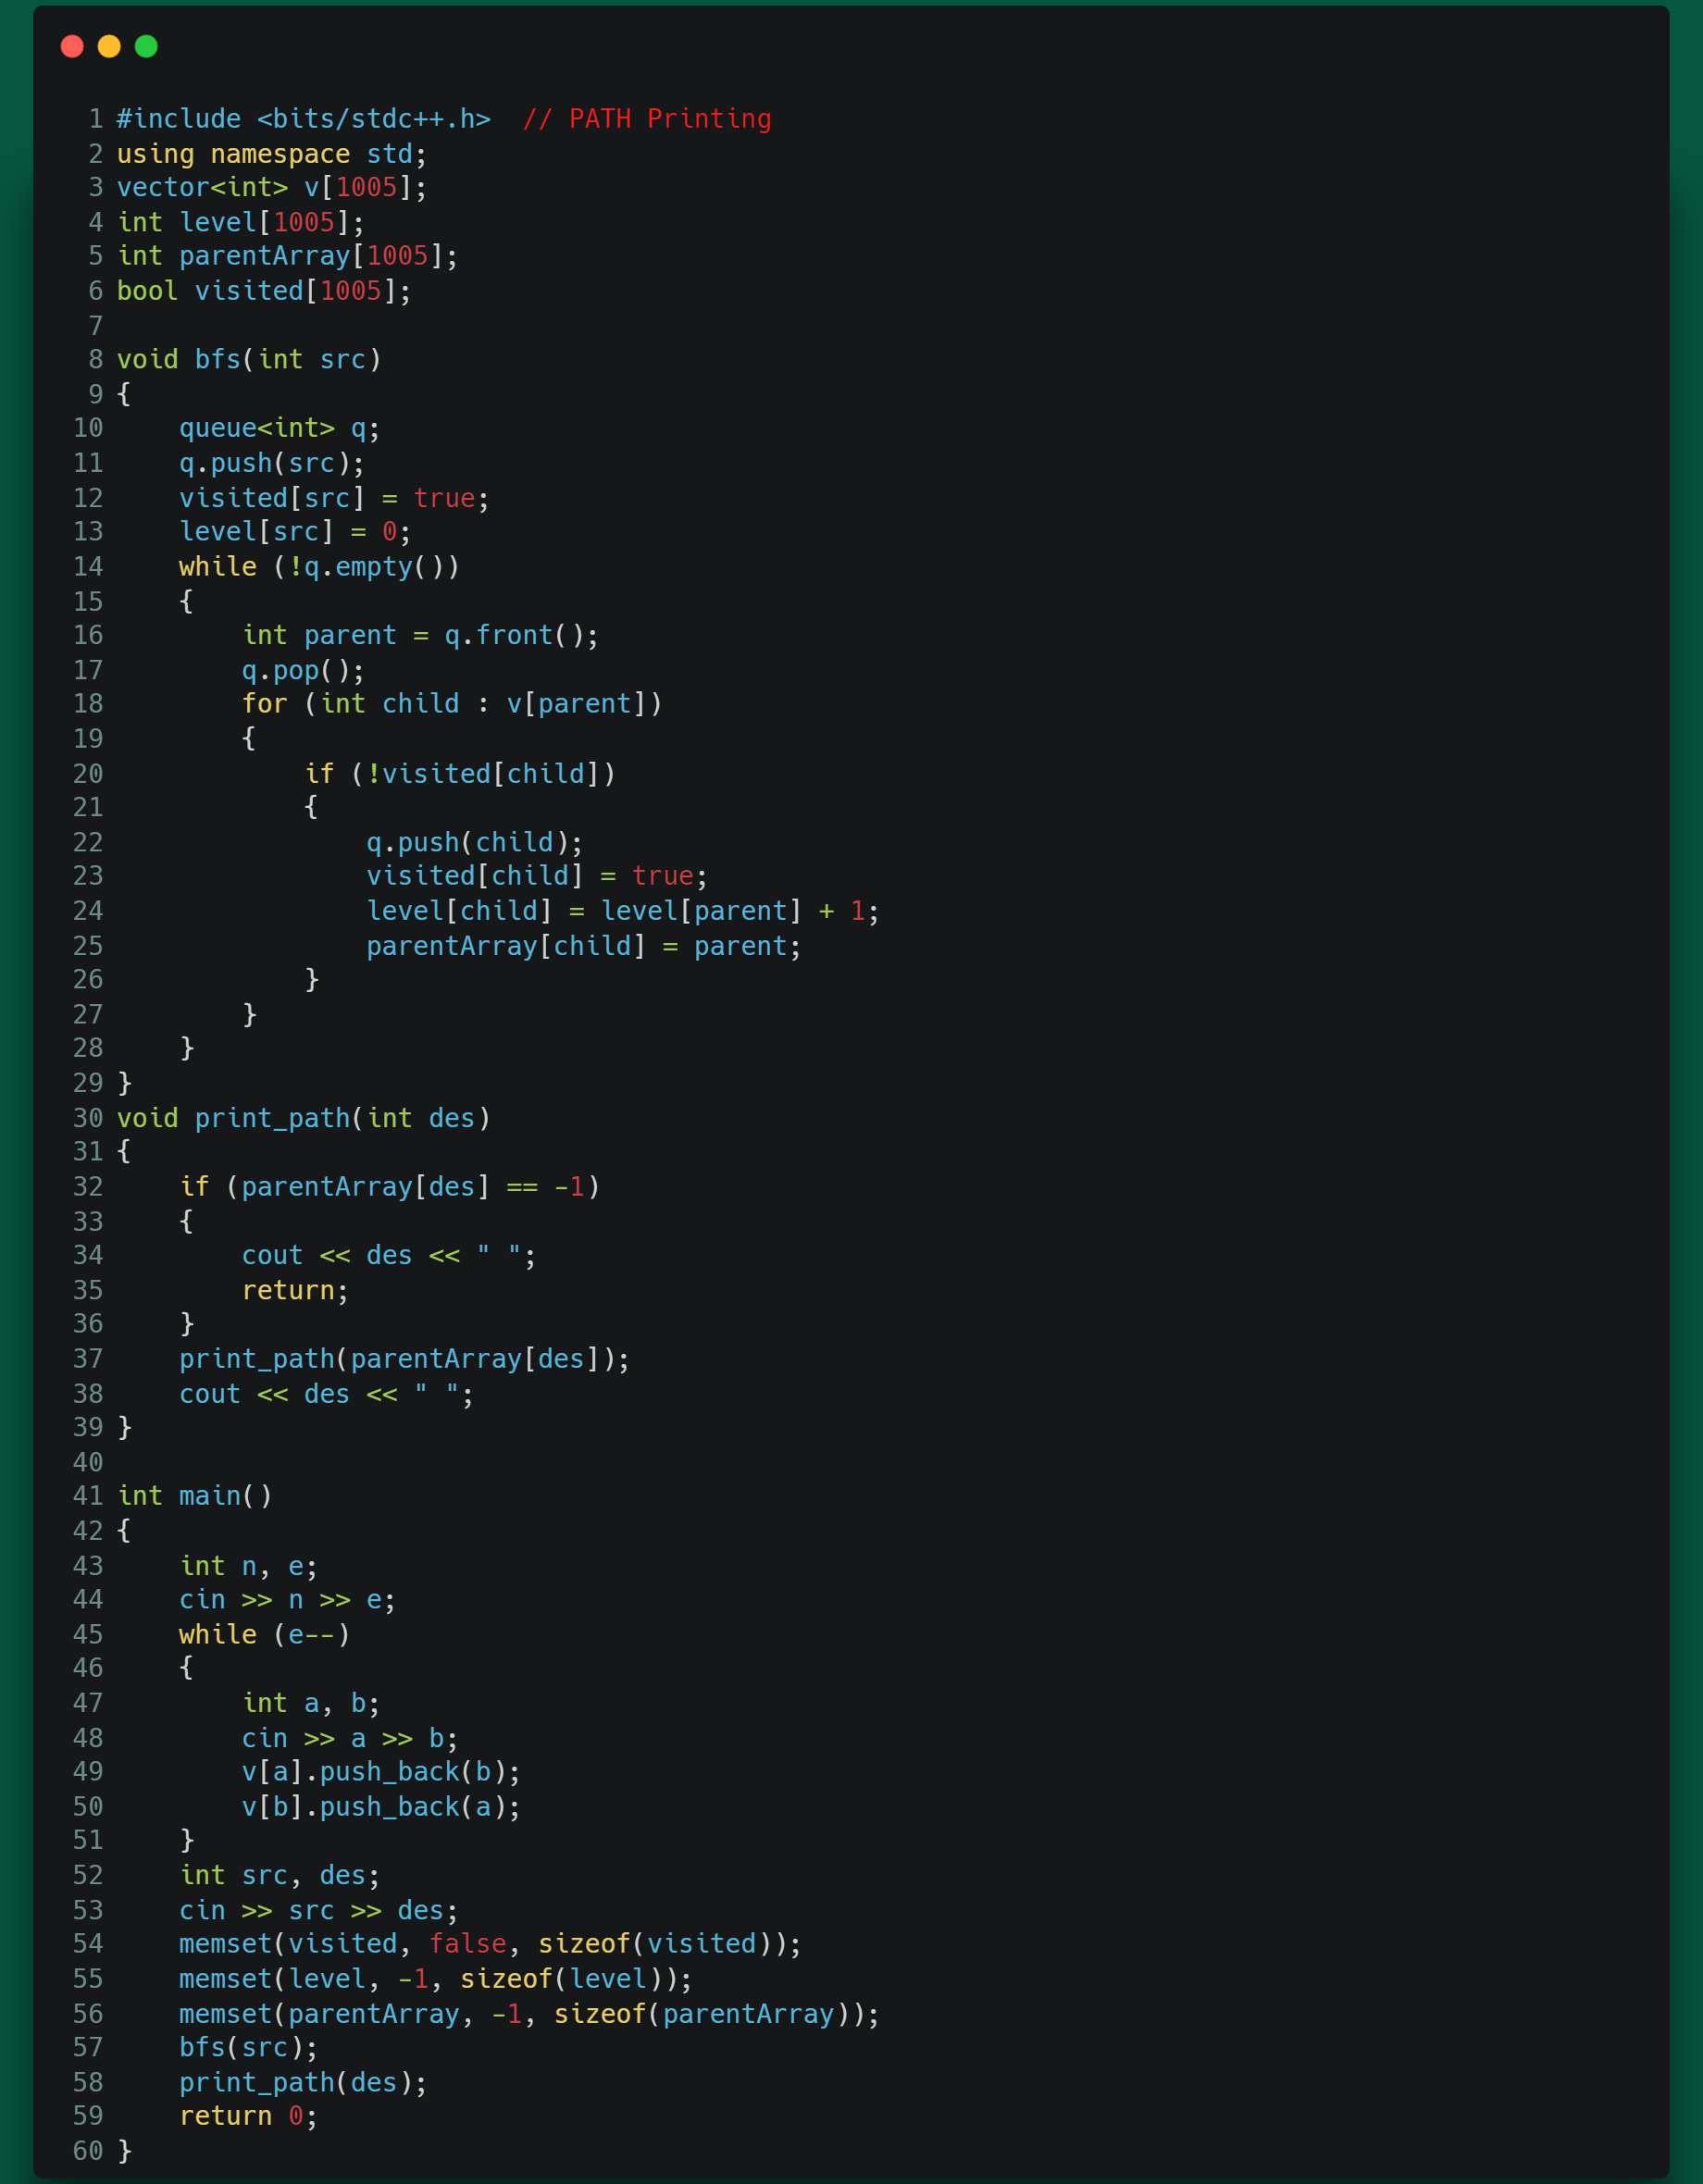 1 #include <bits/stdc++.h>  // PATH Printing
2 using namespace std;
3 vector<int> v[1005];
4 int level[1005];
5 int parentArray[1005];
6 bool visited[1005];
7
8 void bfs(int src)
9 {
10     queue<int> q;
11     q.push(src);
12     visited[src] = true;
13     level[src] = 0;
14     while (!q.empty())
15     {
16         int parent = q.front();
17         q.pop();
18         for (int child : v[parent])
19         {
20             if (!visited[child])
21             {
22                 q.push(child);
23                 visited[child] = true;
24                 level[child] = level[parent] + 1;
25                 parentArray[child] = parent;
26             }
27         }
28     }
29 }
30 void print_path(int des)
31 {
32     if (parentArray[des] == -1)
33     {
34         cout << des << " ";
35         return;
36     }
37     print_path(parentArray[des]);
38     cout << des << " ";
39 }
40
41 int main()
42 {
43     int n, e;
44     cin >> n >> e;
45     while (e--)
46     {
47         int a, b;
48         cin >> a >> b;
49         v[a].push_back(b);
50         v[b].push_back(a);
51     }
52     int src, des;
53     cin >> src >> des;
54     memset(visited, false, sizeof(visited));
55     memset(level, -1, sizeof(level));
56     memset(parentArray, -1, sizeof(parentArray));
57     bfs(src);
58     print_path(des);
59     return 0;
60 }